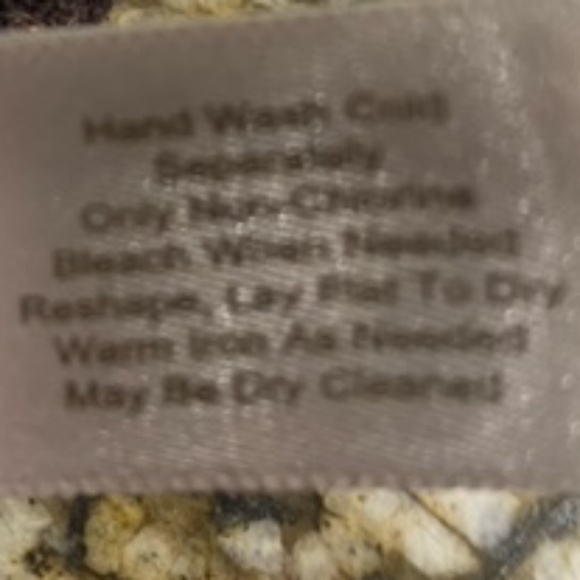 Hand Wash Cold
Separately
Only Non-Chlorine
Bleach When Needed
Reshape, Lay Flat To Dry
Warm Iron As Needed
May Be Dry Cleaned